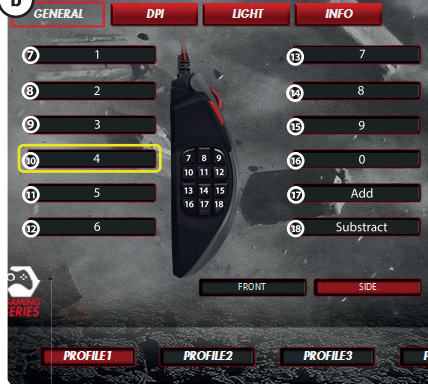 D
GENERAL DPI LIGHT INFO
7 1
8 2
9 3
10 4
11 5
12 6
7 8 9
10 11 12
13 14 15
16 17 18
13 7
14 8
15 9
16 0
17 Add
18 Substract
FRONT SIDE
GAMING
SERIES
PROFILE1 PROFILE2 PROFILE3